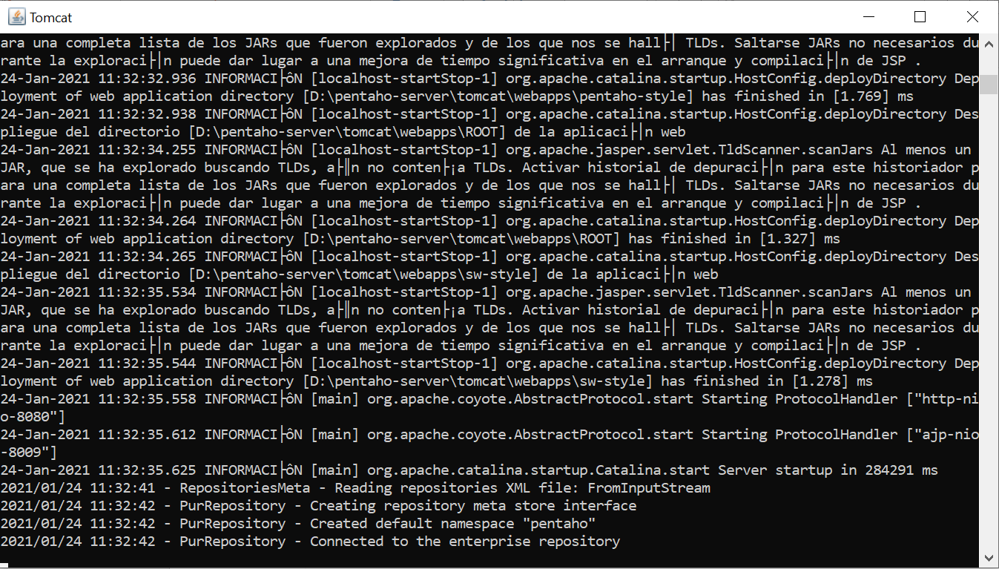 Tomcat
ara una completa lista de los JARs que fueron explorados y de los que nos se hall├│ TLDs. Saltarse JARs no necesarios du
rante la exploraci├│n puede dar lugar a una mejora de tiempo significativa en el arranque y compilaci├│n de JSP .
24-Jan-2021 11:32:32.936 INFORMACI├ôN [localhost-startStop-1] org.apache.catalina.startup.HostConfig.deployDirectory Dep
loyment of web application directory [D:\pentaho-server\tomcat\webapps\pentaho-style] has finished in [1.769] ms
24-Jan-2021 11:32:32.938 INFORMACI├ôN [localhost-startStop-1] org.apache.catalina.startup.HostConfig.deployDirectory Des
pliegue del directorio [D:\pentaho-server\tomcat\webapps\ROOT] de la aplicaci├│n web
24-Jan-2021 11:32:34.255 INFORMACI├ôN [localhost-startStop-1] org.apache.jasper.servlet.TldScanner.scanJars Al menos un
JAR, que se ha explorado buscando TLDs, a├║n no conten├¡a TLDs. Activar historial de depuraci├│n para este historiador p
ara una completa lista de los JARs que fueron explorados y de los que nos se hall├│ TLDs. Saltarse JARs no necesarios du
rante la exploraci├│n puede dar lugar a una mejora de tiempo significativa en el arranque y compilaci├│n de JSP .
24-Jan-2021 11:32:34.264 INFORMACI├ôN [localhost-startStop-1] org.apache.catalina.startup.HostConfig.deployDirectory Dep
loyment of web application directory [D:\pentaho-server\tomcat\webapps\ROOT] has finished in [1.327] ms
24-Jan-2021 11:32:34.265 INFORMACI├ôN [localhost-startStop-1] org.apache.catalina.startup.HostConfig.deployDirectory Des
pliegue del directorio [D:\pentaho-server\tomcat\webapps\sw-style] de la aplicaci├│n web
24-Jan-2021 11:32:35.534 INFORMACI├ôN [localhost-startStop-1] org.apache.jasper.servlet.TldScanner.scanJars Al menos un
JAR, que se ha explorado buscando TLDs, a├║n no conten├¡a TLDs. Activar historial de depuraci├│n para este historiador p
ara una completa lista de los JARs que fueron explorados y de los que nos se hall├│ TLDs. Saltarse JARs no necesarios du
rante la exploraci├│n puede dar lugar a una mejora de tiempo significativa en el arranque y compilaci├│n de JSP .
24-Jan-2021 11:32:35.544 INFORMACI├ôN [localhost-startStop-1] org.apache.catalina.startup.HostConfig.deployDirectory Dep
loyment of web application directory [D:\pentaho-server\tomcat\webapps\sw-style] has finished in [1.278] ms
24-Jan-2021 11:32:35.558 INFORMACI├ôN [main] org.apache.coyote.AbstractProtocol.start Starting ProtocolHandler ["http-ni
o-8080"]
24-Jan-2021 11:32:35.612 INFORMACI├ôN [main] org.apache.coyote.AbstractProtocol.start Starting ProtocolHandler ["ajp-nio
-8009"]
24-Jan-2021 11:32:35.625 INFORMACI├ôN [main] org.apache.catalina.startup.Catalina.start Server startup in 284291 ms
2021/01/24 11:32:41 - RepositoriesMeta - Reading repositories XML file: FromInputStream
2021/01/24 11:32:42 - PurRepository - Creating repository meta store interface
2021/01/24 11:32:42 - PurRepository - Created default namespace "pentaho"
2021/01/24 11:32:42 - PurRepository - Connected to the enterprise repository